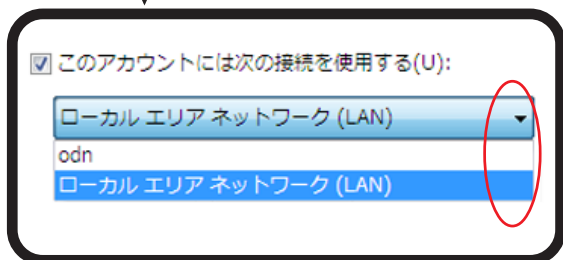 このアカウントには次の接続を使用する(U):
ローカル エリア ネットワーク (LAN)
odn
ローカル エリア ネットワーク (LAN)